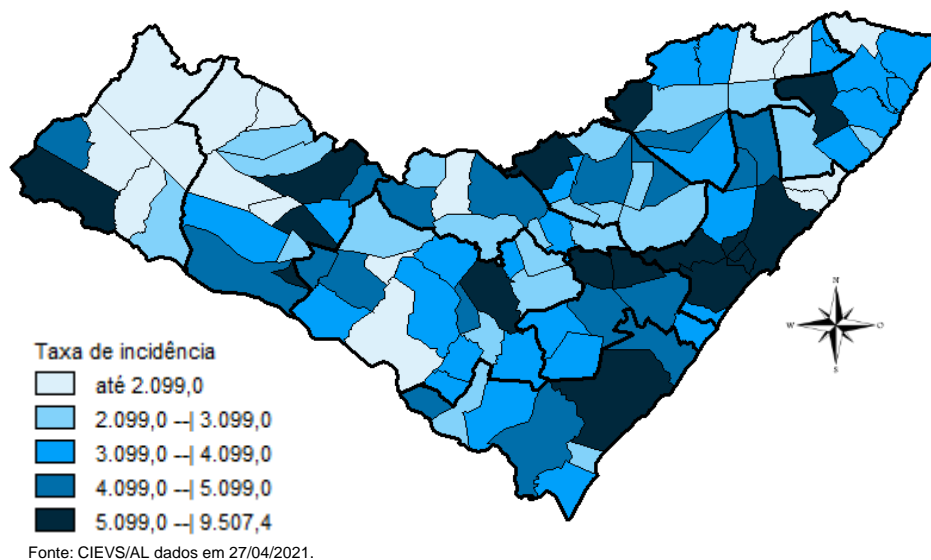 N
W
O
S
Taxa de incidência
até 2.099,0
2.099,0 --| 3.099,0
3.099,0 --| 4.099,0
4.099,0 --| 5.099,0
5.099,0 --| 9.507,4
Fonte: CIEVS/AL dados em 27/04/2021.